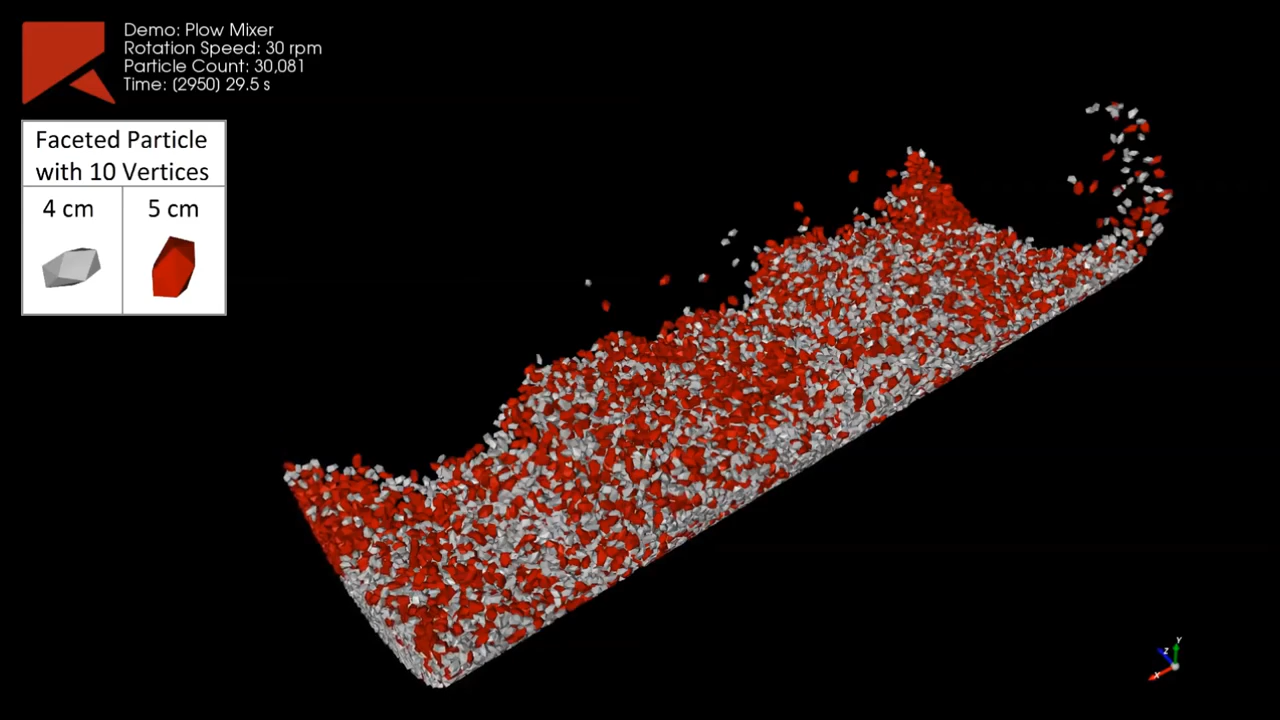 Demo: Plow Mixer
Rotation Speed: 30 rpm
Particle Count: 30,081
Time: (2950) 29.5 s
Faceted Particle
with 10 Vertices
4 cm 5 cm
Y
Z
X